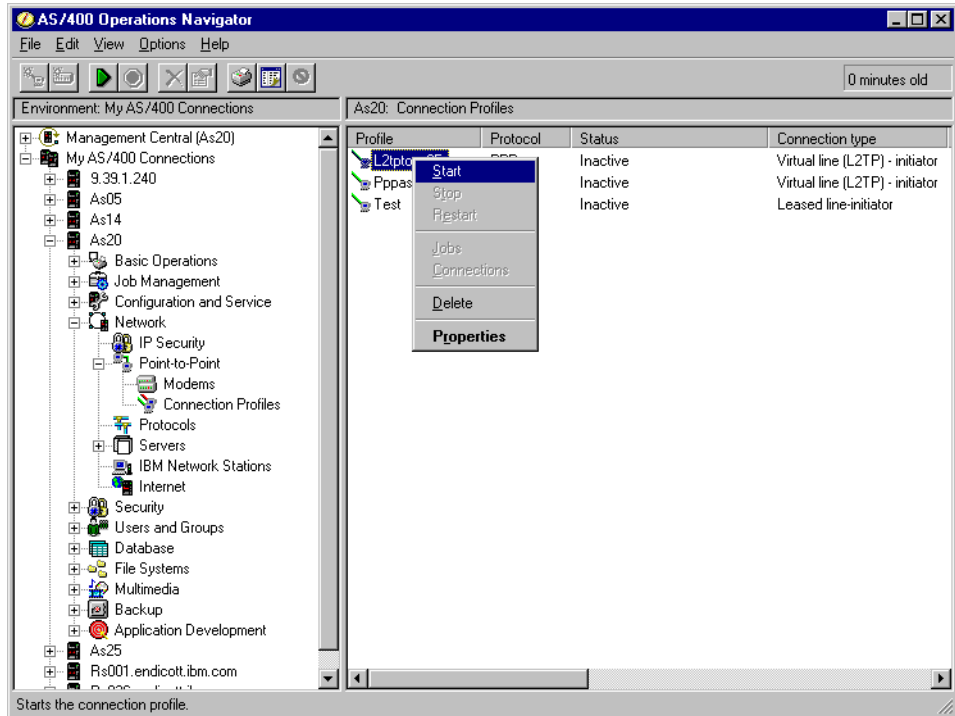 AS/400 Operations Navigator
File Edit View Options Help
0 minutes old
Environment: My AS/400 Connections
As20: Connection Profiles
Management Central (As20)
My AS/400 Connections
9.39.1.240
As05
As14
As20
Basic Operations
Job Management
Configuration and Service
Network
IP Security
Point-to-Point
Modems
Connection Profiles
Protocols
Servers
IBM Network Stations
Internet
Security
Users and Groups
Database
File Systems
Multimedia
Backup
Application Development
As25
Rs001.endicott.ibm.com
Profile Protocol Status Connection type
Inactive Virtual line (L2TP) - initiator
Pppas Inactive Virtual line (L2TP) - initiator
Test Inactive Leased line-initiator
Start
Stop
Restart
Jobs
Connections
Delete
Properties
Starts the connection profile.